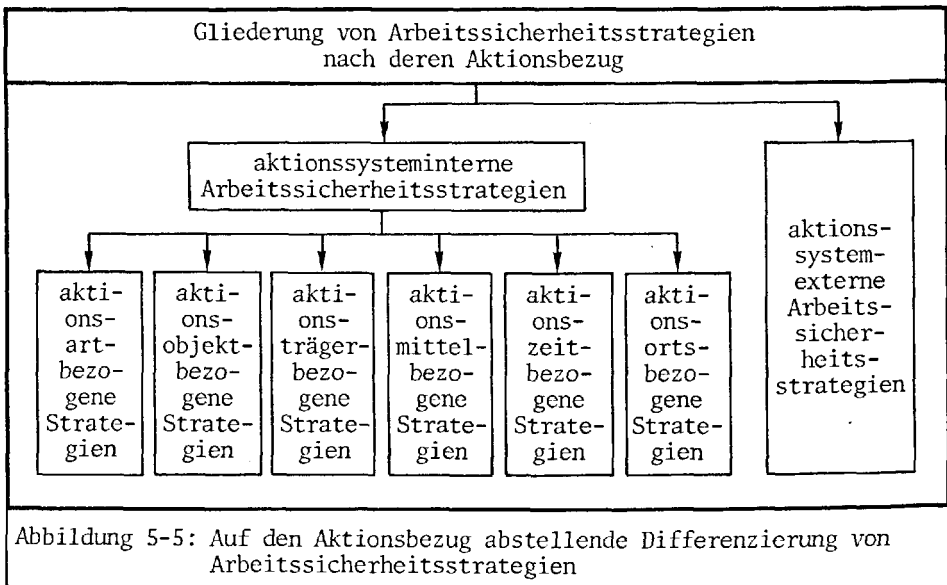 Gliederung von Arbeitssicherheitsstrategien
nach deren Aktionsbezug
aktionssysteminterne
Arbeitssicherheitsstrategien
akti-
ons-
art-
bezo-
gene
Strate-
gien
akti-
ons-
objekt-
bezo-
gene
Strate-
gien
akti-
ons-
träger-
bezo-
gene
Strate-
gien
akti-
ons-
mittel-
bezo-
gene
Strate-
gien
akti-
ons-
zeit-
bezo-
gene
Strate-
gien
akti-
ons-
orts-
bezo-
gene
Strate-
gien
aktions-
system-
externe
Arbeits-
sicher-
heits-
strategien
Abbildung 5-5: Auf den Aktionsbezug abstellende Differenzierung von
Arbeitssicherheitsstrategien